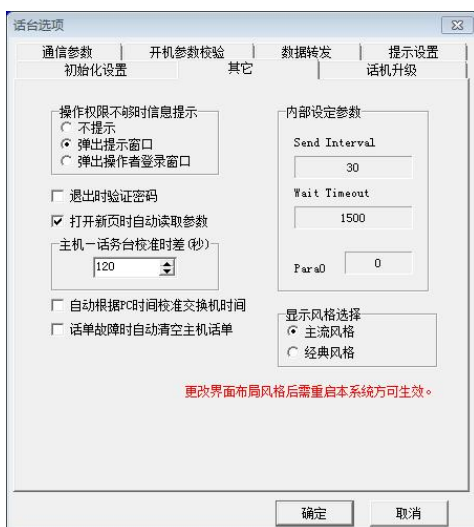 话台选项
通信参数 开机参数校验 数据转发 提示设置
初始化设置 其它 话机升级
操作权限不够时信息提示
不提示
弹出提示窗口
弹出操作者登录窗口
退出时验证密码
打开新页时自动读取参数
主机－话务台校准时差(秒)
120
自动根据PC时间校准交换机时间
话单故障时自动清空主机话单
内部设定参数
Send Interval
30
Wait Timeout
1500
Para0 0
显示风格选择
主流风格
经典风格
更改界面布局风格后需重启本系统方可生效。
确定 取消